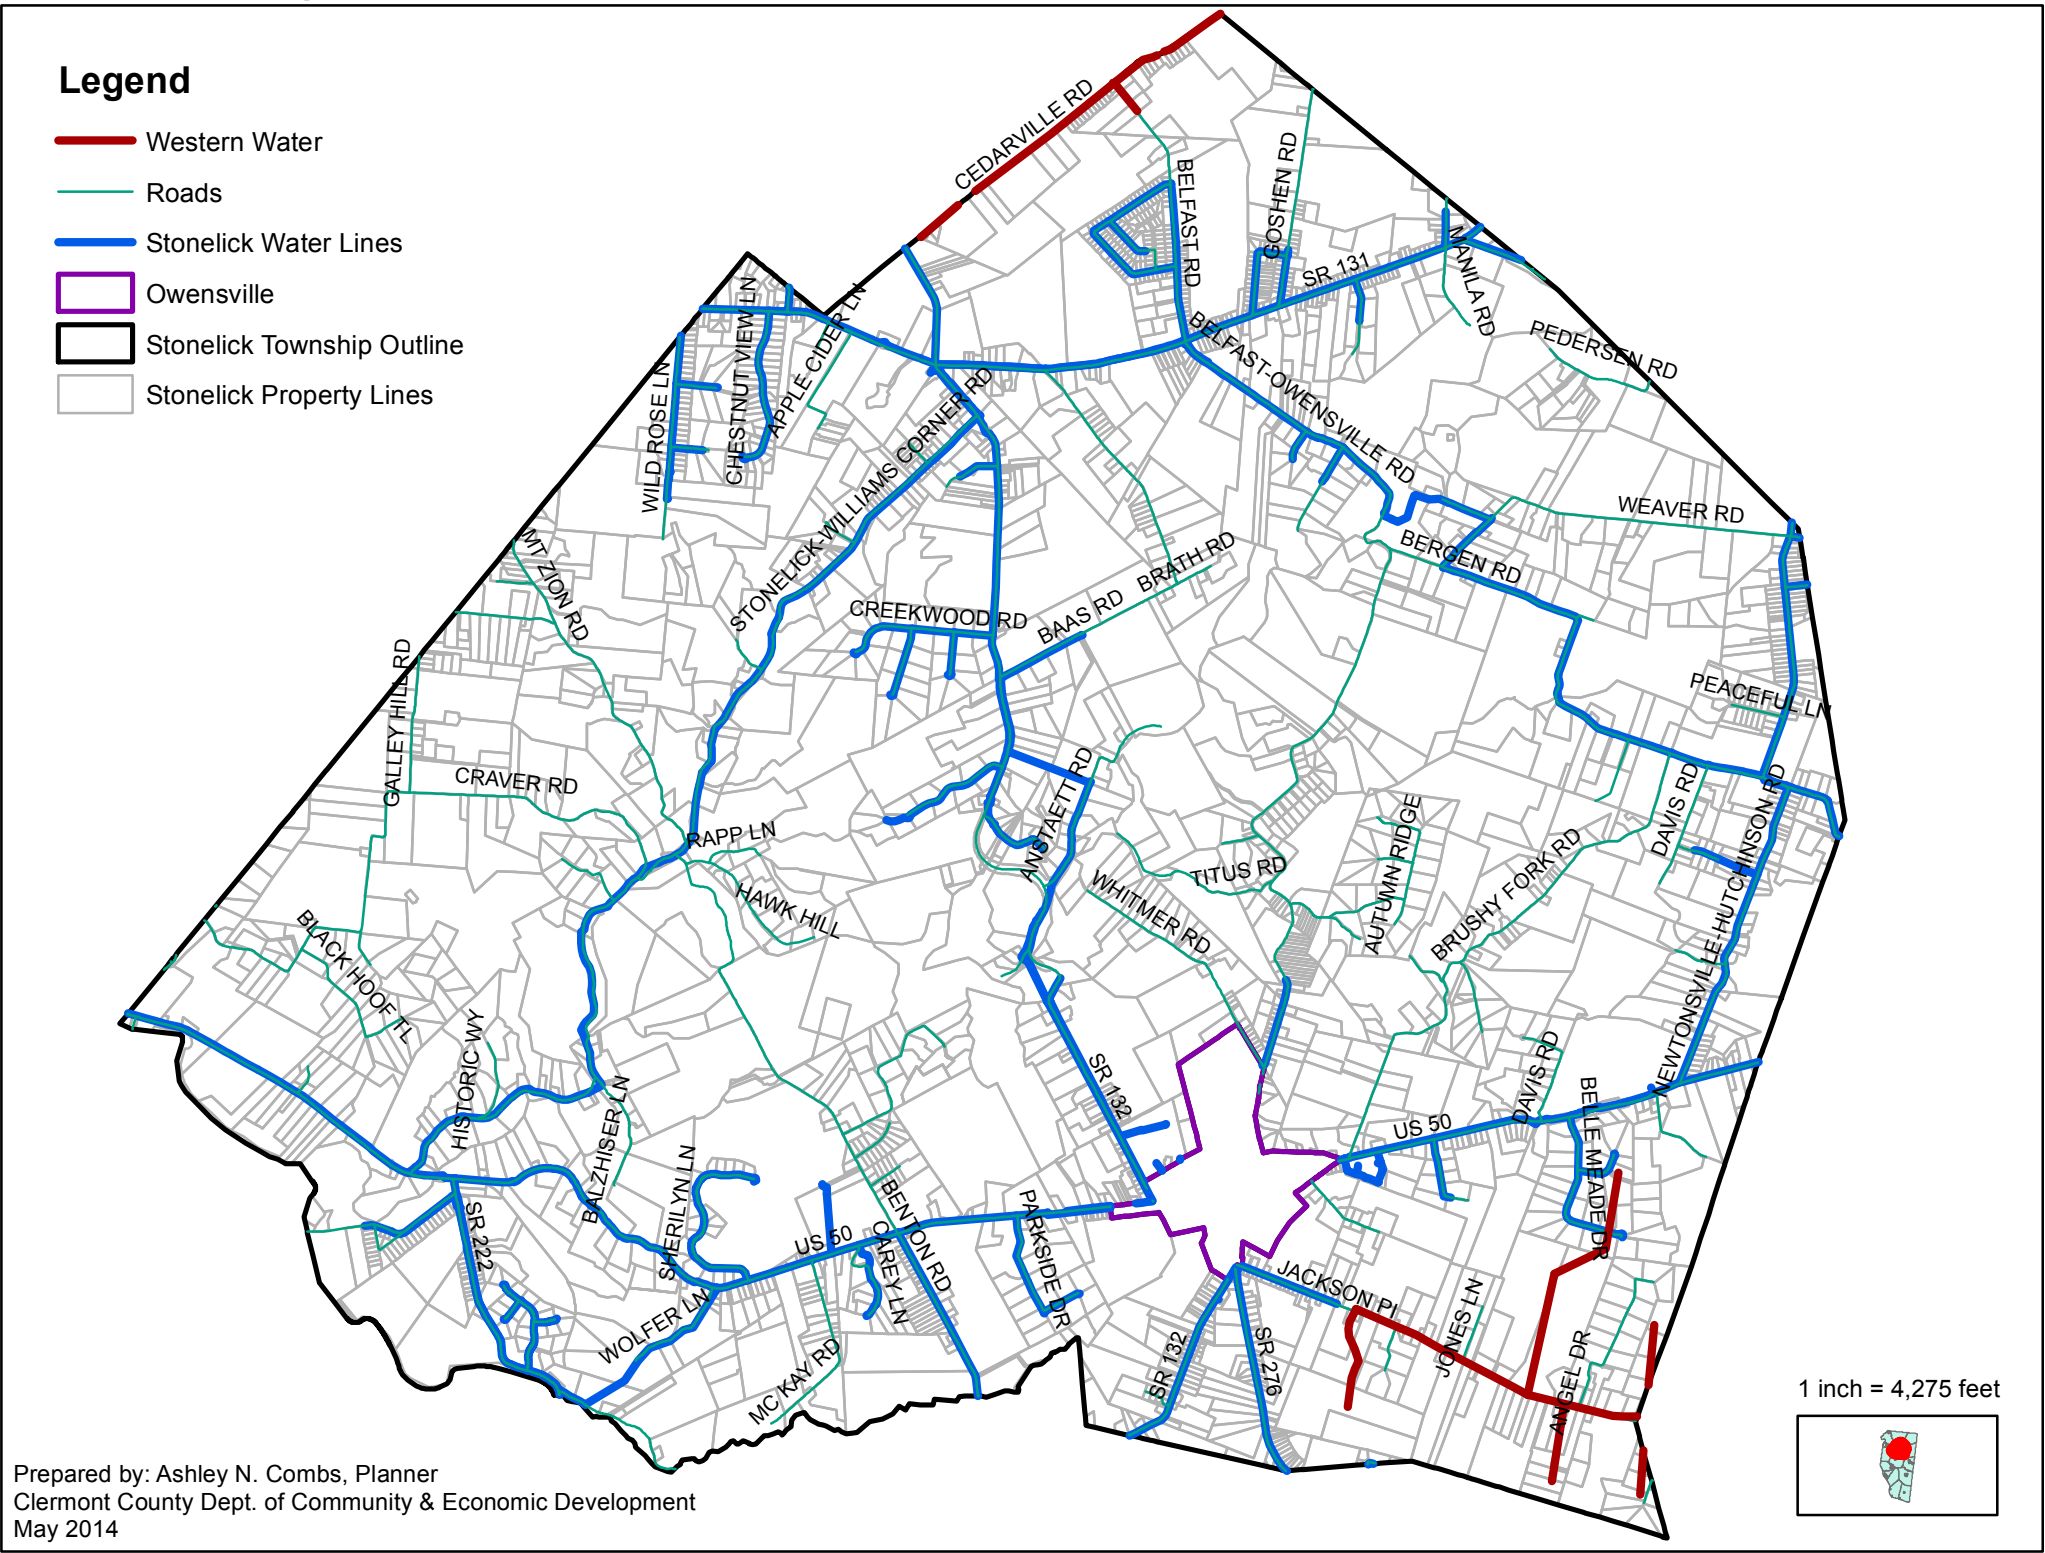 Legend
Western Water
Roads
Stonelick Water Lines
Owensville
Stonelick Township Outline
Stonelick Property Lines
CEDARVILLE RD
BELFAST RD
GOSHEN RD
SR 131
MANILA RD
PEDERSEN RD
BELFAST-OWENSVILLE RD
WILD ROSE LN
CHESTNUT VIEW LN
APPLE CIDER LN
STONELICK-WILLIAMS CORNER RD
WEAVER RD
BERGEN RD
MT ZION RD
CREEKWOOD RD
BAAS RD
BRATH RD
GALLEY HILL RD
PEACEFUL LN
CRAVER RD
ANSTAETT RD
DAVIS RD
NEWTONSVILLE-HUTCHINSON RD
RAPP LN
HAWK HILL
WHITMER RD
TITUS RD
AUTUMN RIDGE
BRUSHY FORK RD
BLACK HOOF TL
HISTORIC WY
BALZHISER LN
SR 132
US 50
DAVIS RD
BELLE MEADE DR
SHERILYN LN
SR 222
US 50
CAREY LN
BENTON RD
PARKSIDE DR
WOLFER LN
MC KAY RD
JACKSON PI
JONES LN
SR 132
SR 276
ANGEL DR
1 inch = 4,275 feet
Prepared by: Ashley N. Combs, Planner
Clermont County Dept. of Community & Economic Development
May 2014